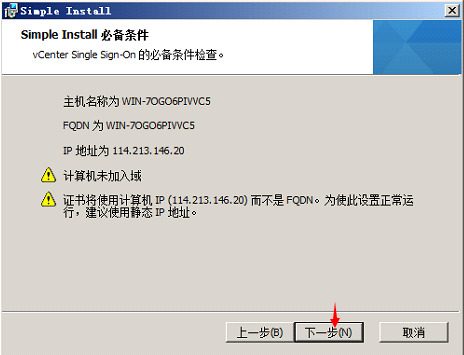 Simple Install
Simple Install 必备条件
vCenter Single Sign-On 的必备条件检查。
主机名称为 WIN-7OGO6PIVVC5
FQDN 为 WIN-7OGO6PIVVC5
IP 地址为 114.213.146.20
计算机未加入域
证书将使用计算机 IP (114.213.146.20) 而不是 FQDN。为使此设置正常运
行，建议使用静态 IP 地址。
上一步(B)
下一步(N)
取消